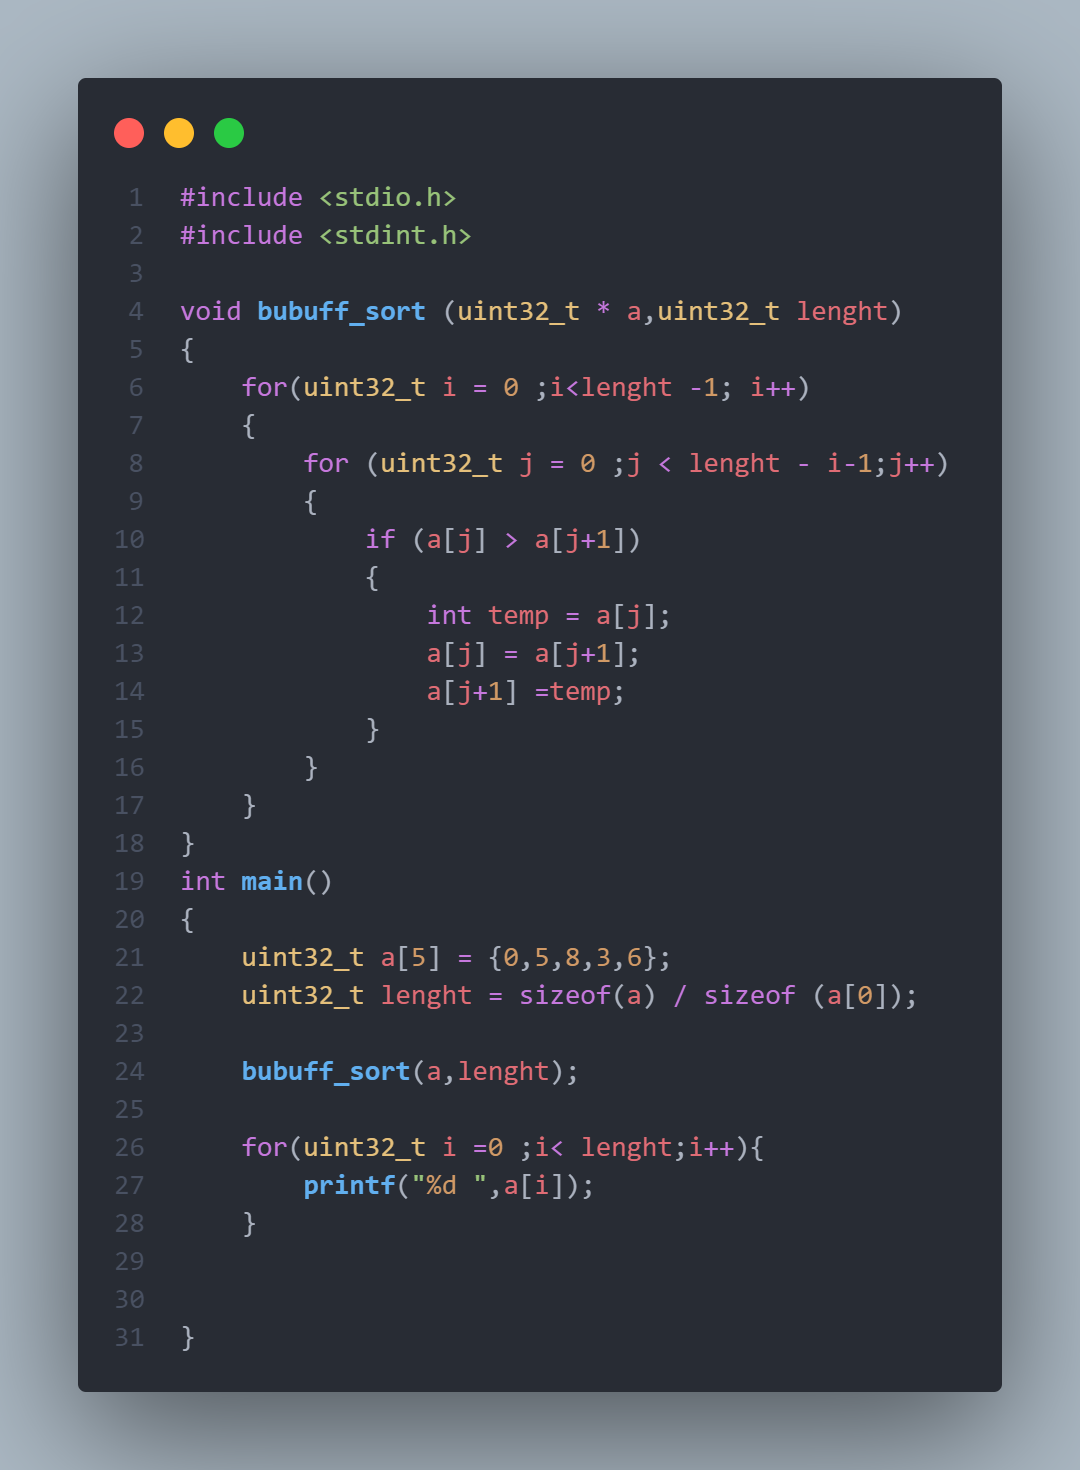 1 #include <stdio.h>
2 #include <stdint.h>
3
4 void bubuff_sort (uint32_t * a,uint32_t lenght)
5 {
6     for(uint32_t i = 0 ;i<lenght -1; i++)
7     {
8         for (uint32_t j = 0 ;j < lenght - i-1;j++)
9         {
10             if (a[j] > a[j+1])
11             {
12                 int temp = a[j];
13                 a[j] = a[j+1];
14                 a[j+1] =temp;
15             }
16         }
17     }
18 }
19 int main()
20 {
21     uint32_t a[5] = {0,5,8,3,6};
22     uint32_t lenght = sizeof(a) / sizeof (a[0]);
23
24     bubuff_sort(a,lenght);
25
26     for(uint32_t i =0 ;i< lenght;i++){
27         printf("%d ",a[i]);
28     }
29
30
31 }